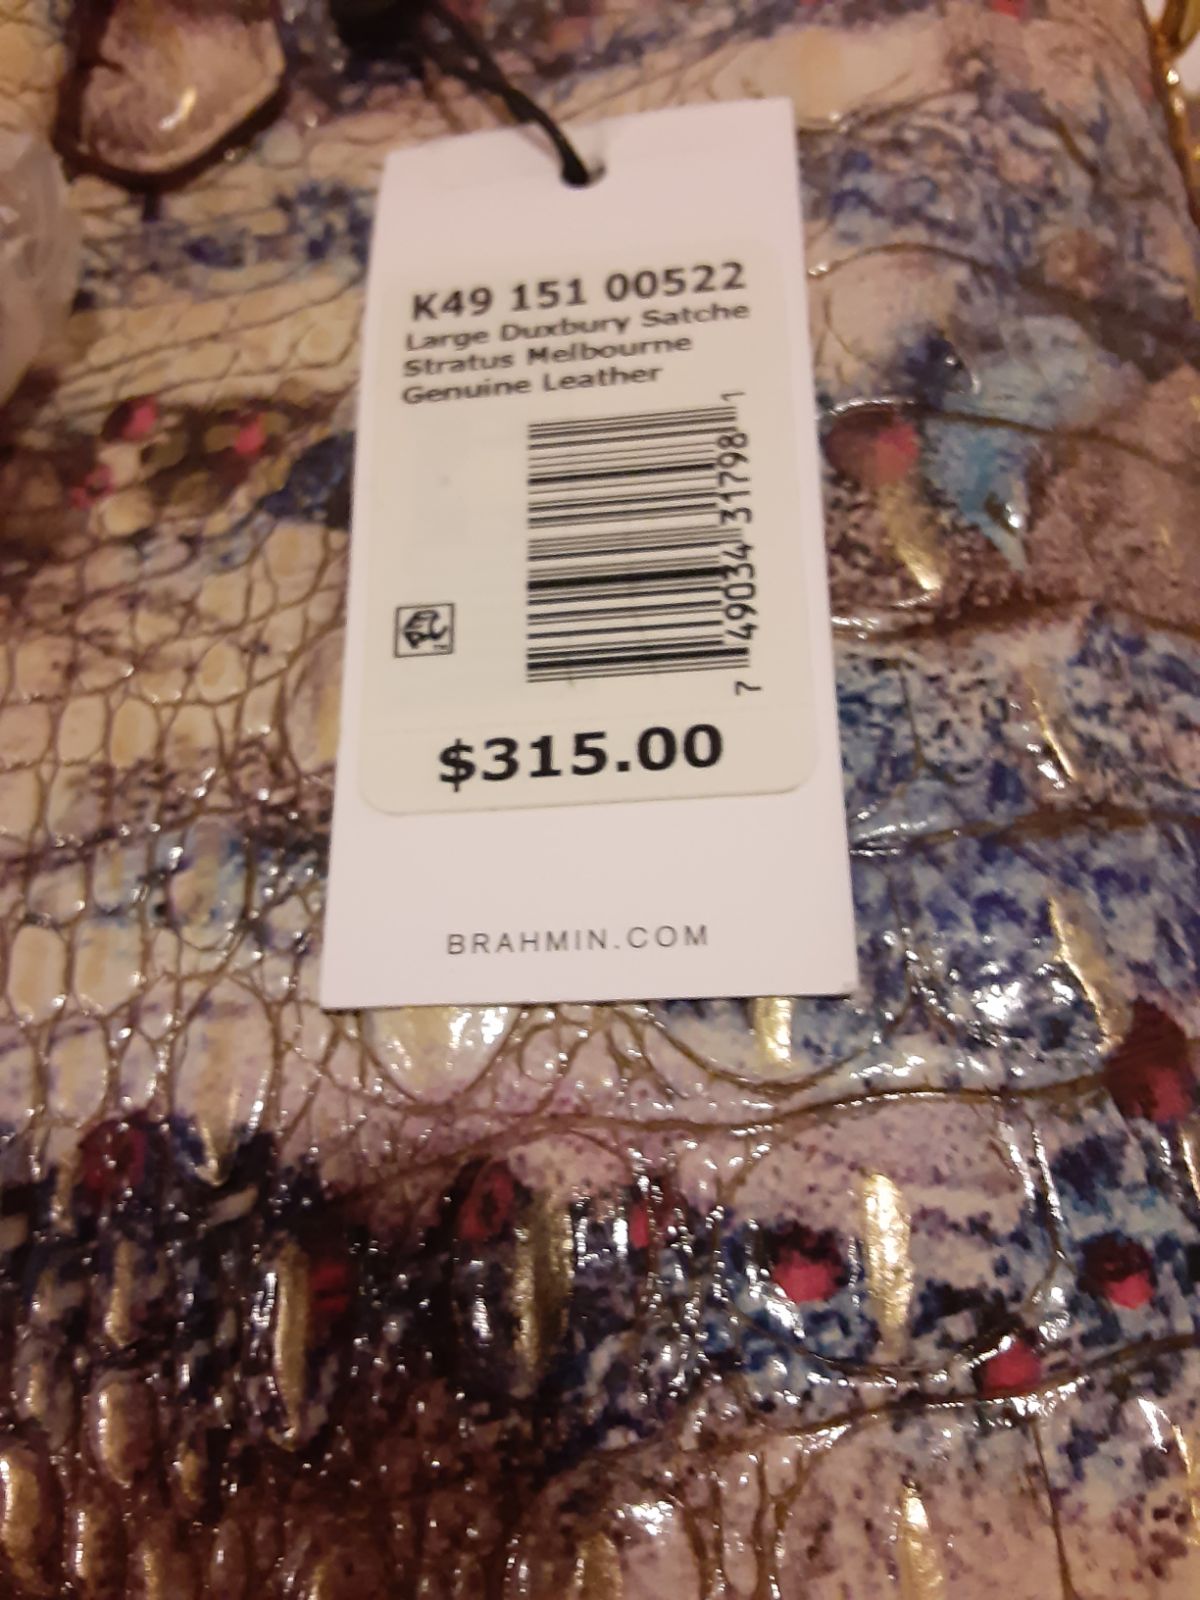 K49 151 00522
Large Duxbury Satche
Stratus Melbourne
Genuine Leather
7 49034 31798 1
$315.00
BRAHMIN.COM